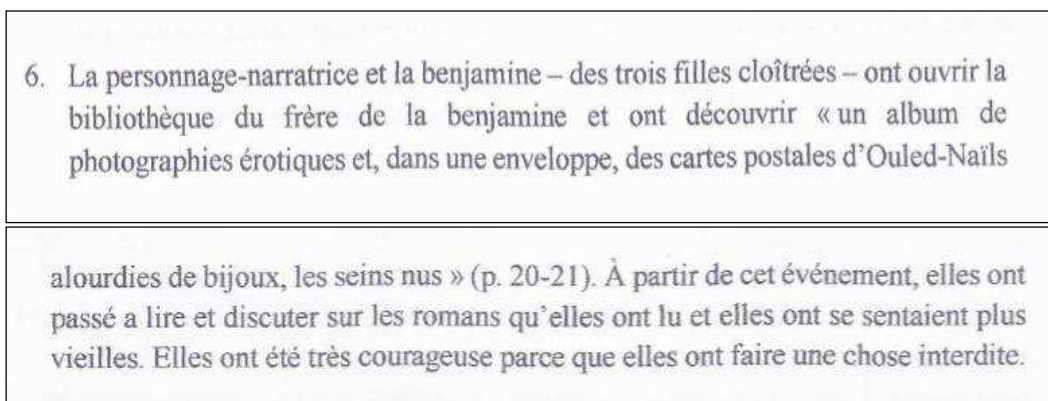 6. La personnage-narratrice et la benjamine – des trois filles cloîtrées – ont ouvrir la
bibliothèque du frère de la benjamine et ont découvrir « un album de
photographies érotiques et, dans une enveloppe, des cartes postales d'Ouled-Naïls
alourdies de bijoux, les seins nus » (p. 20-21). À partir de cet événement, elles ont
passé a lire et discuter sur les romans qu'elles ont lu et elles ont se sentaient plus
vieilles. Elles ont été très courageuse parce que elles ont faire une chose interdite.